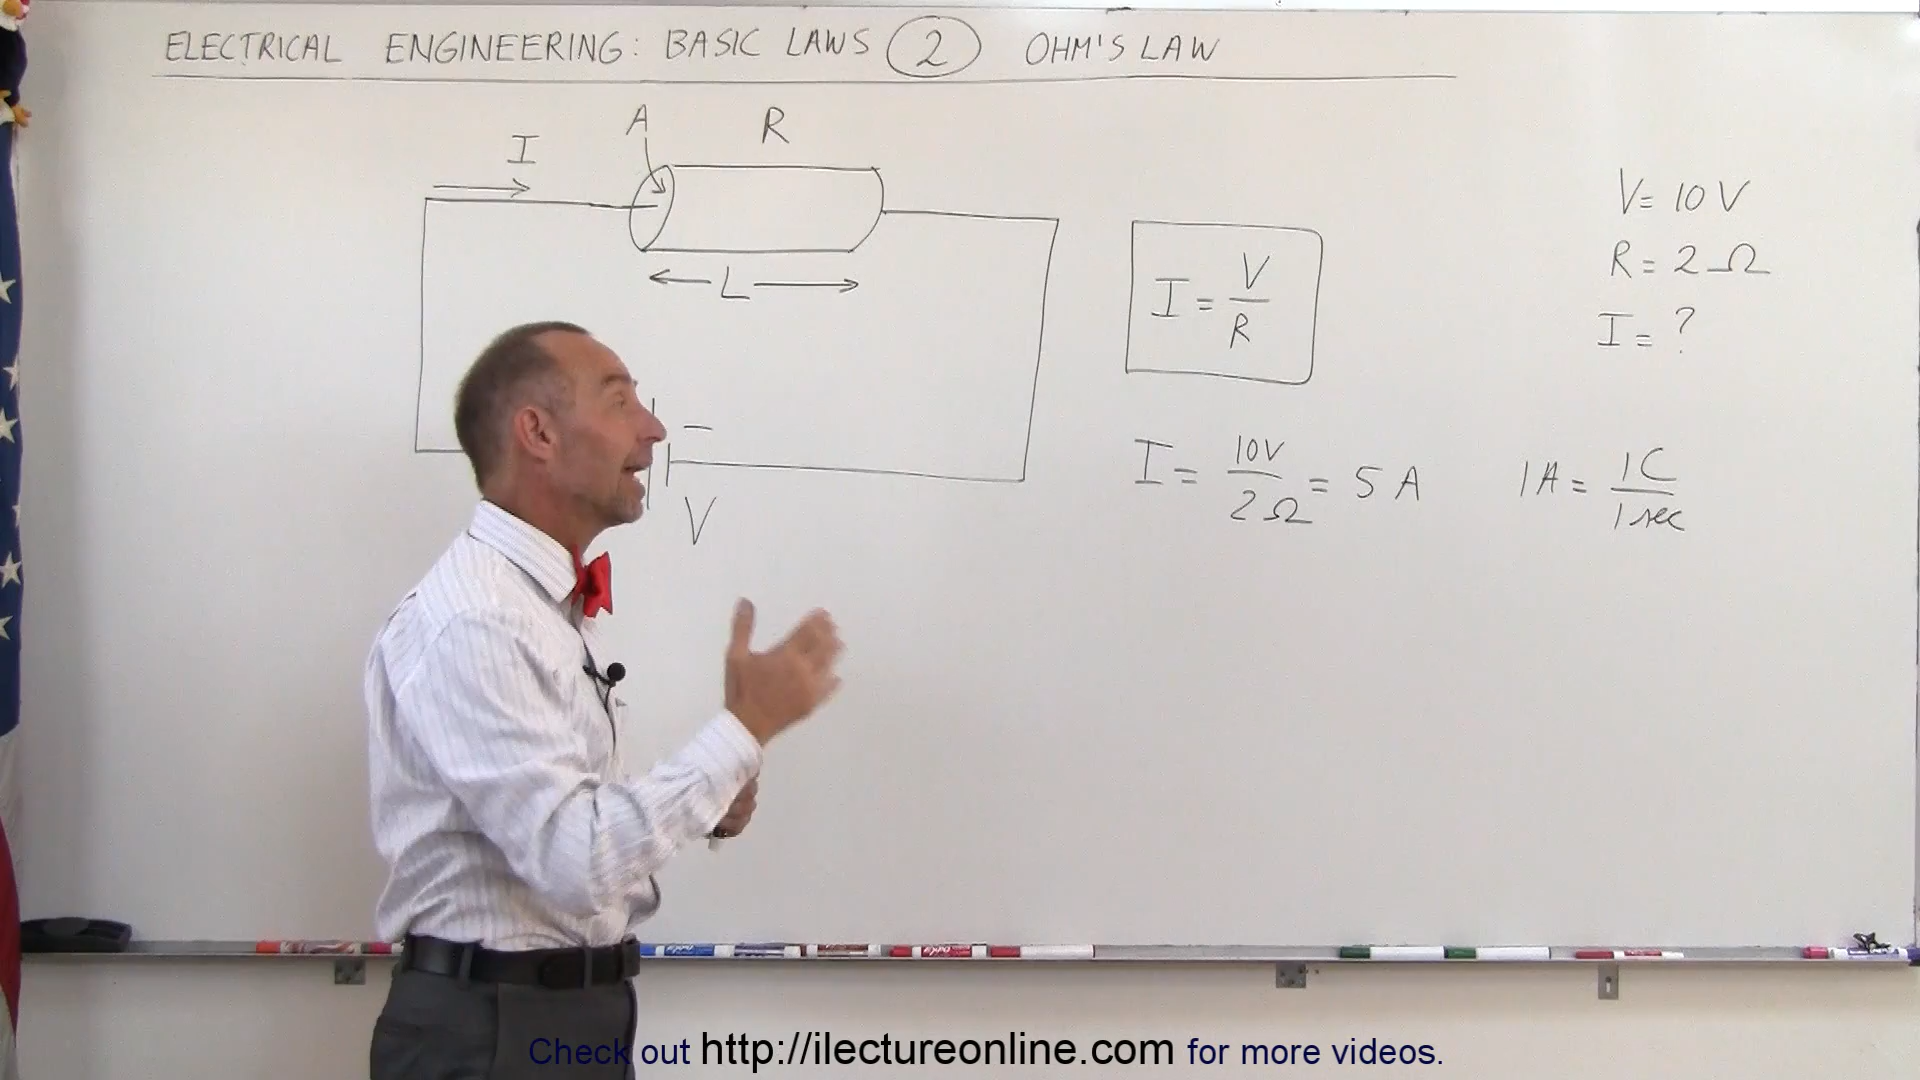 ELECTRICAL ENGINEERING: BASIC LAWS 2 OHM'S LAW
A
R
I
L
V
I = V/R
V = 10 V
R = 2 Ω
I = ?
I = 10V/2Ω = 5 A
1A = 1C/1sec
Check out http://ilectureonline.com for more videos.